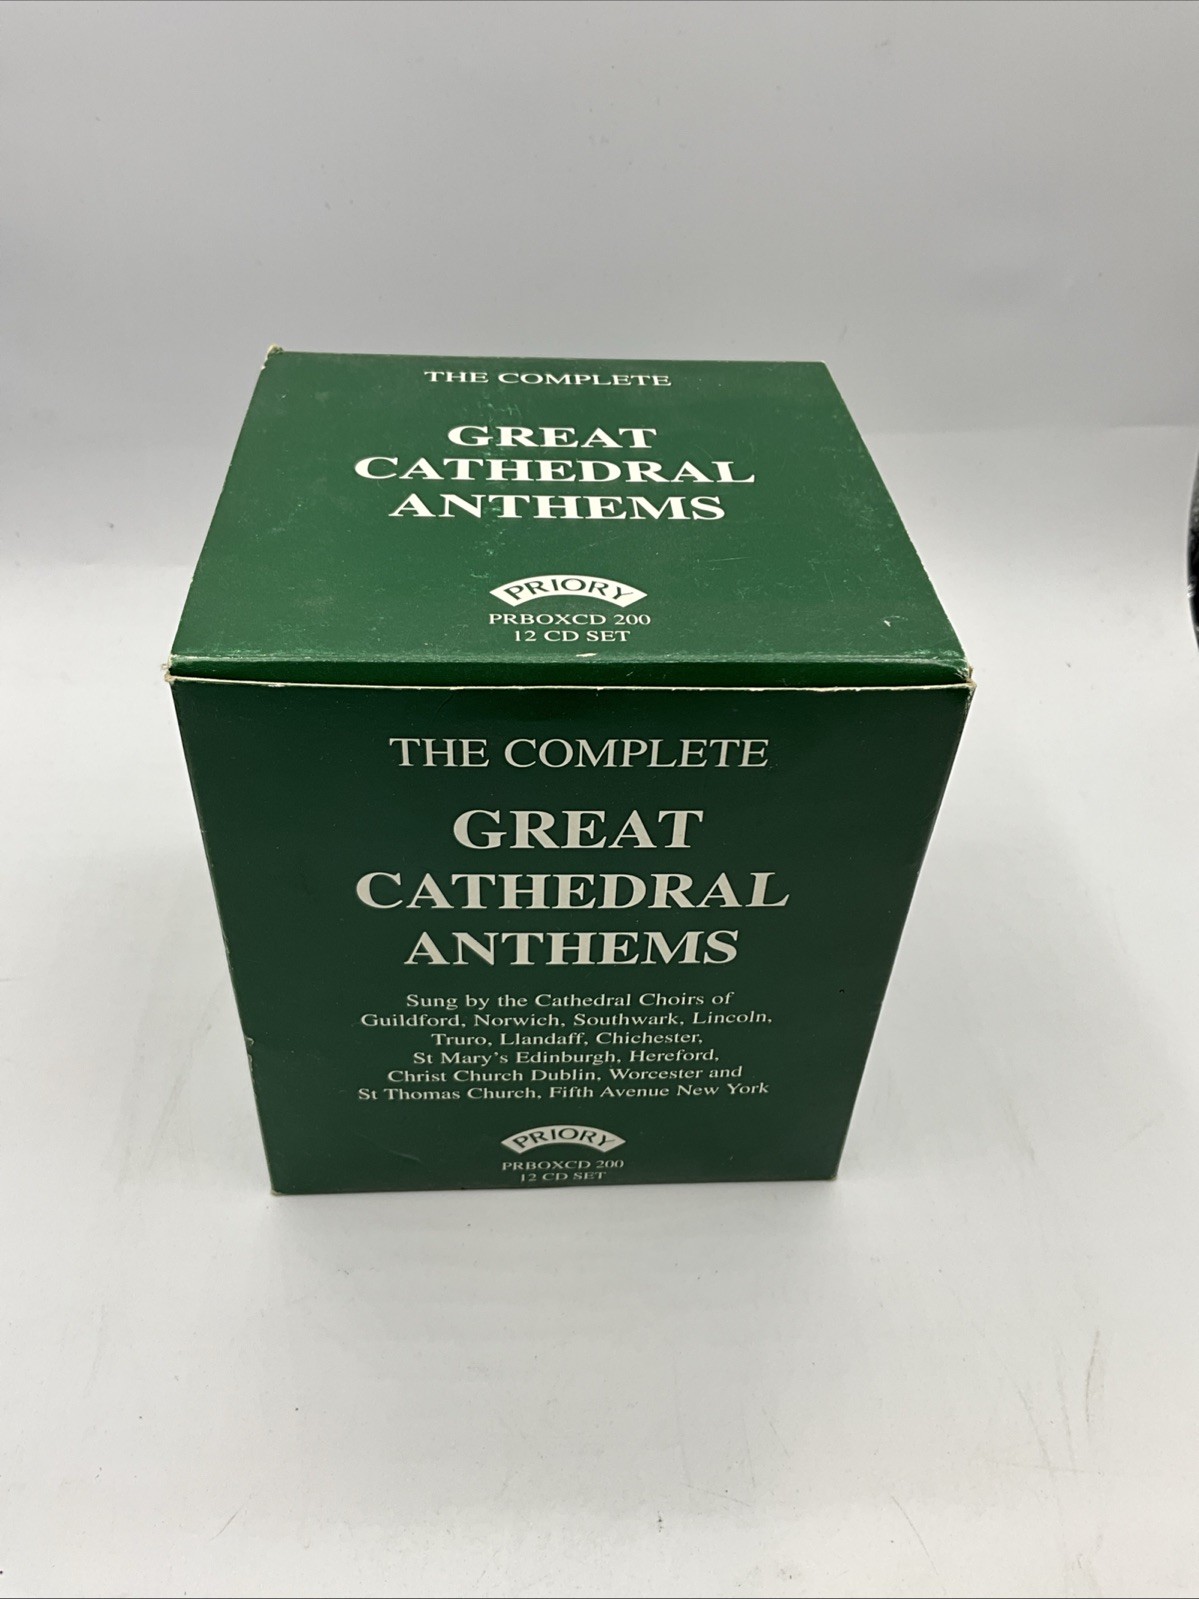 THE COMPLETE
GREAT
CATHEDRAL
ANTHEMS
PRIORY
PRBOXCD 200
12 CD SET
THE COMPLETE
GREAT
CATHEDRAL
ANTHEMS
Sung by the Cathedral Choirs of
Guildford, Norwich, Southwark, Lincoln,
Truro, Llandaff, Chichester,
St Mary's Edinburgh, Hereford,
Christ Church Dublin, Worcester and
St Thomas Church, Fifth Avenue New York
PRIORY
PRBOXCD 200
12 CD SET